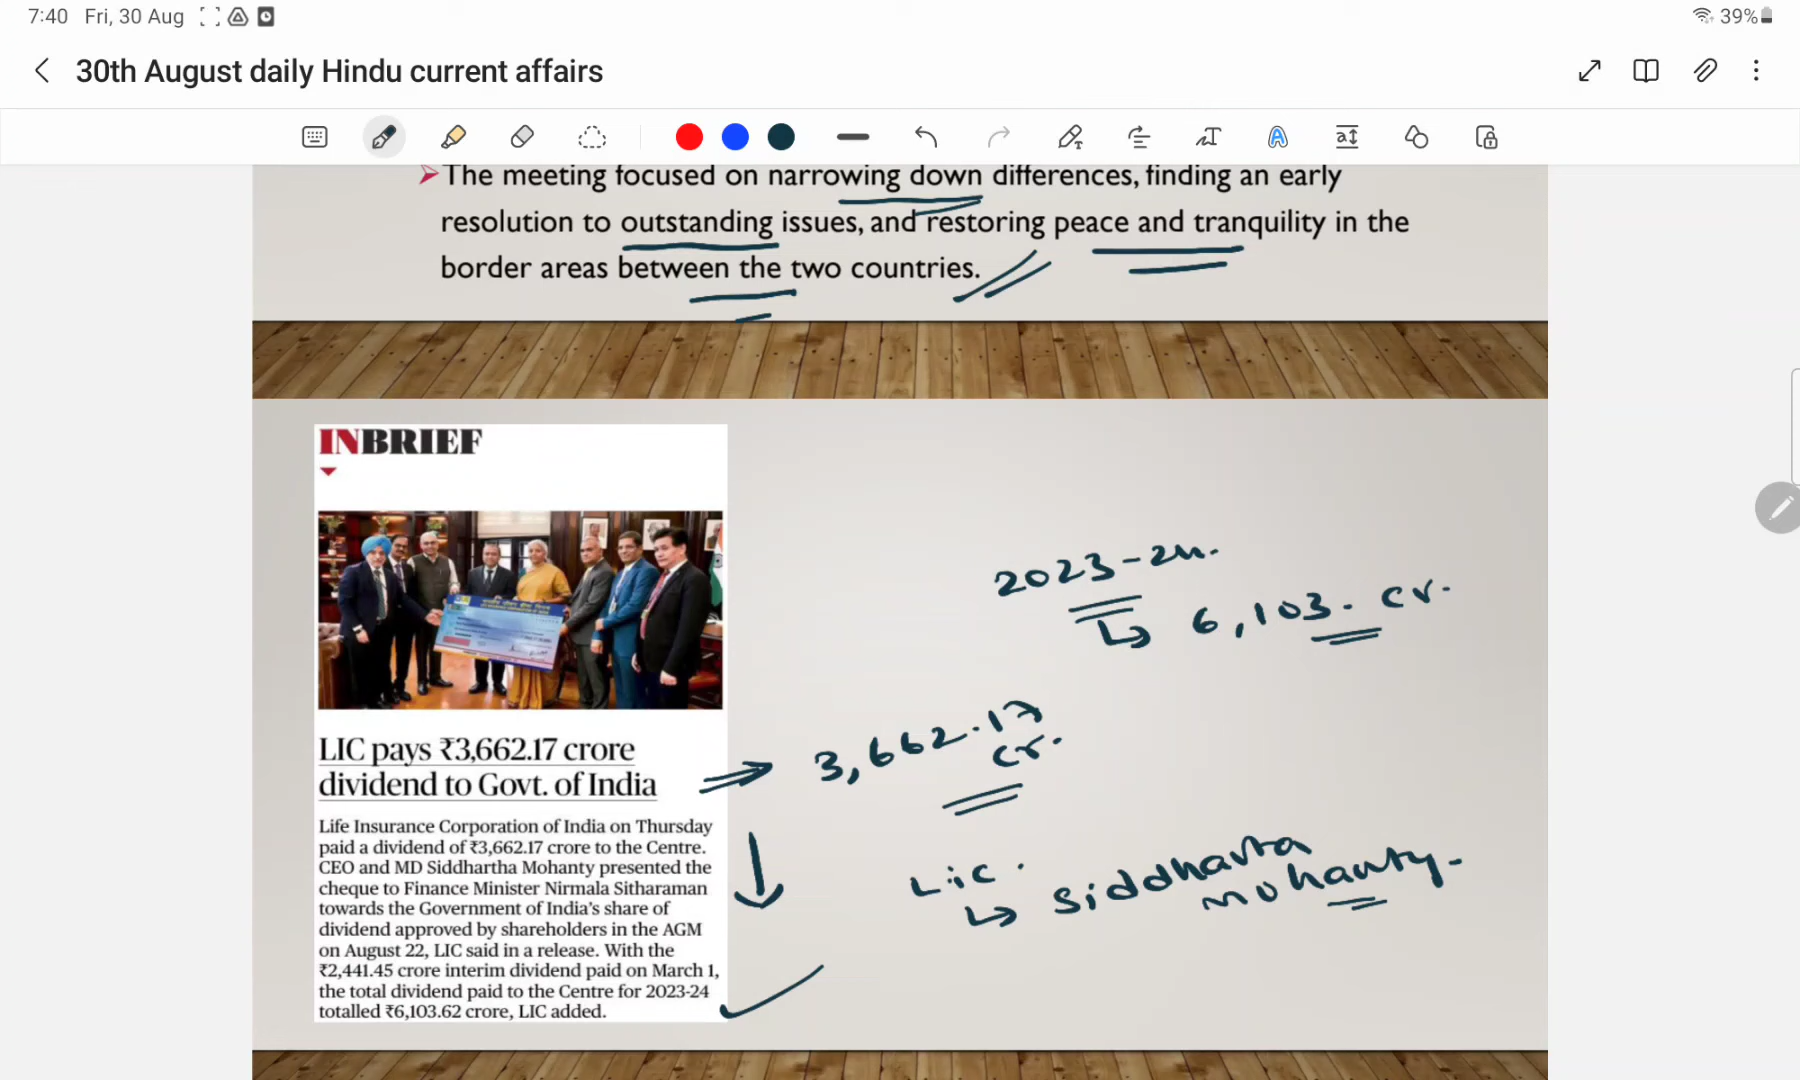 7:40 Fri, 30 Aug
39%
30th August daily Hindu current affairs
The meeting focused on narrowing down differences, finding an early
resolution to outstanding issues, and restoring peace and tranquility in the
border areas between the two countries.
INBRIEF
2023-24.
6,103. cr.
LIC pays ₹3,662.17 crore
dividend to Govt. of India
3,662.17
cr.
Life Insurance Corporation of India on Thursday
paid a dividend of ₹3,662.17 crore to the Centre.
CEO and MD Siddhartha Mohanty presented the
cheque to Finance Minister Nirmala Sitharaman
towards the Government of India's share of
dividend approved by shareholders in the AGM
on August 22, LIC said in a release. With the
₹2,441.45 crore interim dividend paid on March 1,
the total dividend paid to the Centre for 2023-24
totalled ₹6,103.62 crore, LIC added.
Lic.
Siddharta
Mohanty.